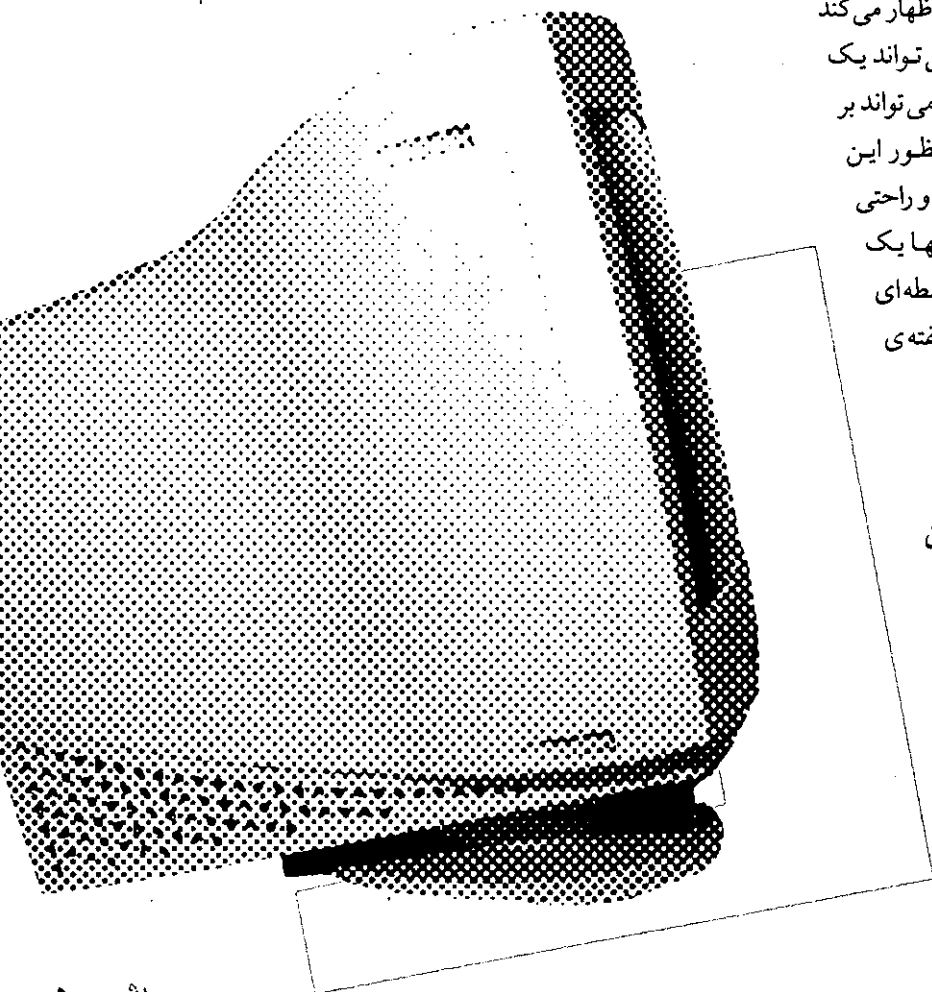 ظهار می‌کند
تواند یک
می‌تواند بر
ظور این
و راحتی
ها یک
طه‌ای
فته‌ی